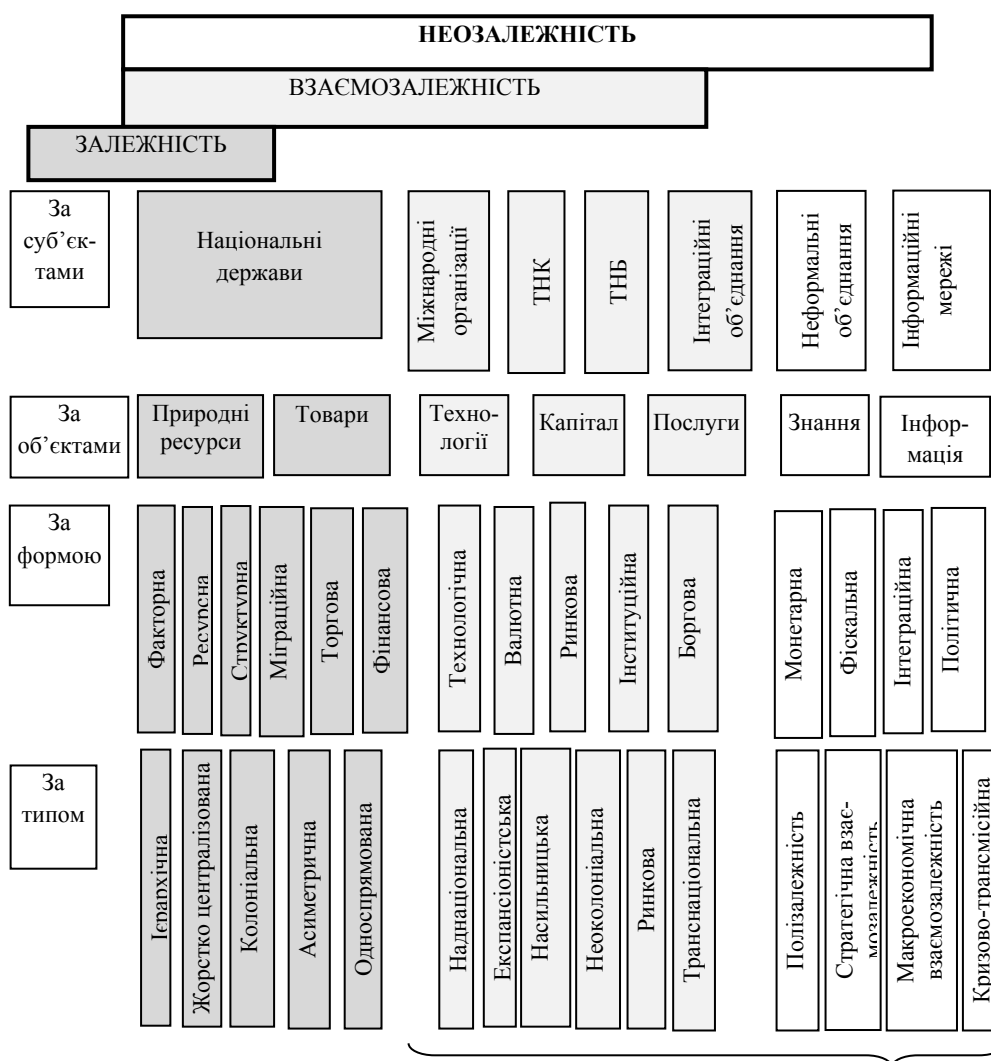 НЕОЗАЛЕЖНІСТЬ
ВЗАЄМОЗАЛЕЖНІСТЬ
ЗАЛЕЖНІСТЬ
За
суб’єк-
тами
Національні
держави
Міжнародні
організації
ТНК
ТНБ
Інтеграційні
об’єднання
Неформальні
об’єднання
Інформаційні
мережі
За
об’єктами
Природні
ресурси
Товари
Техно-
логії
Капітал
Послуги
Знання
Інфор-
мація
За
формою
Факторна
Ресурсна
Структурна
Міграційна
Торгова
Фінансова
Технологічна
Валютна
Ринкова
Інституційна
Боргова
Монетарна
Фіскальна
Інтеграційна
Політична
За
типом
Ієрархічна
Жорстко централізована
Колоніальна
Асиметрична
Односпрямована
Наднаціональна
Експансіоністська
Насильницька
Неоколоніальна
Ринкова
Транснаціональна
Полізалежність
Стратегічна взає-
мозалежність
Макроекономічна
взаємозалежність
Кризово-трансмісійна